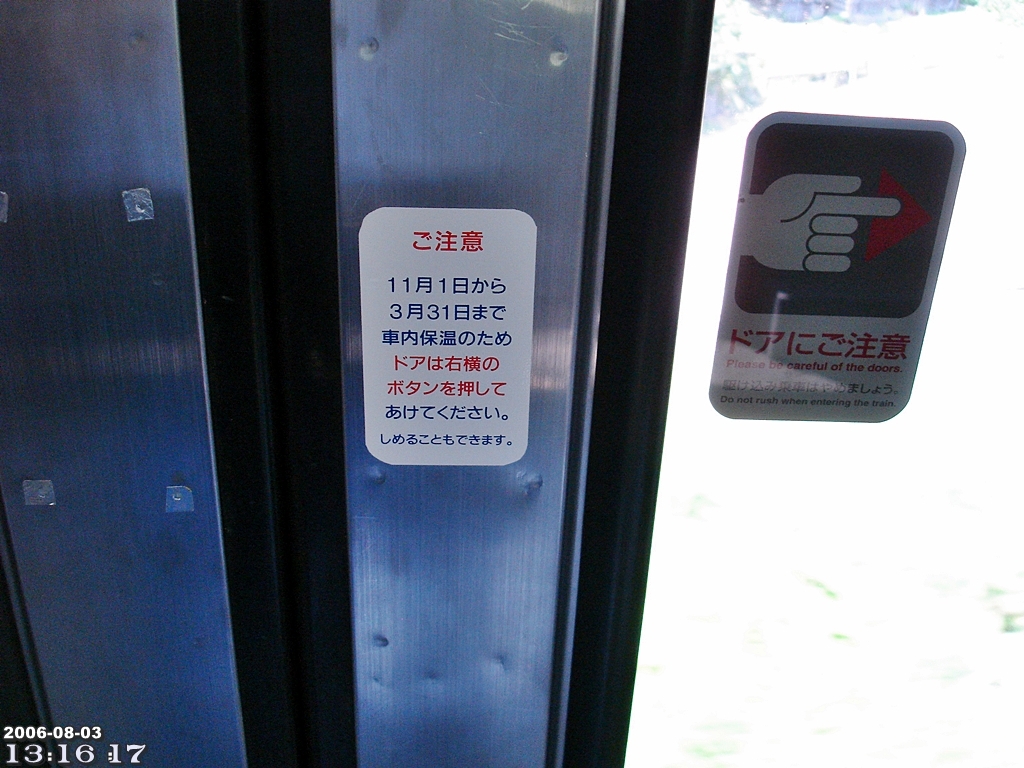 ご注意
11月1日から
3月31日まで
車内保温のため
ドアは右横の
ボタンを押して
あけてください。
しめることもできます。
ドアにご注意
Please be careful of the doors.
駆け込み乗車はやめましょう。
Do not rush when entering the train.
2006-08-03
13:16:17